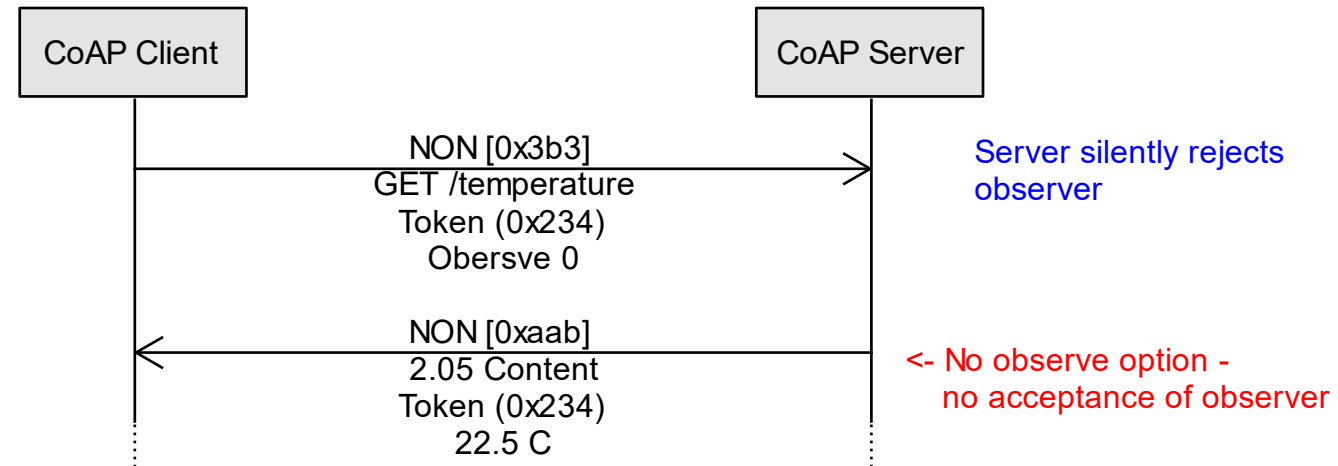 CoAP Client
CoAP Server
NON [0x3b3]
GET /temperature
Token (0x234)
Obersve 0
Server silently rejects
observer
NON [0xaab]
2.05 Content
Token (0x234)
22.5 C
<- No observe option -
no acceptance of observer